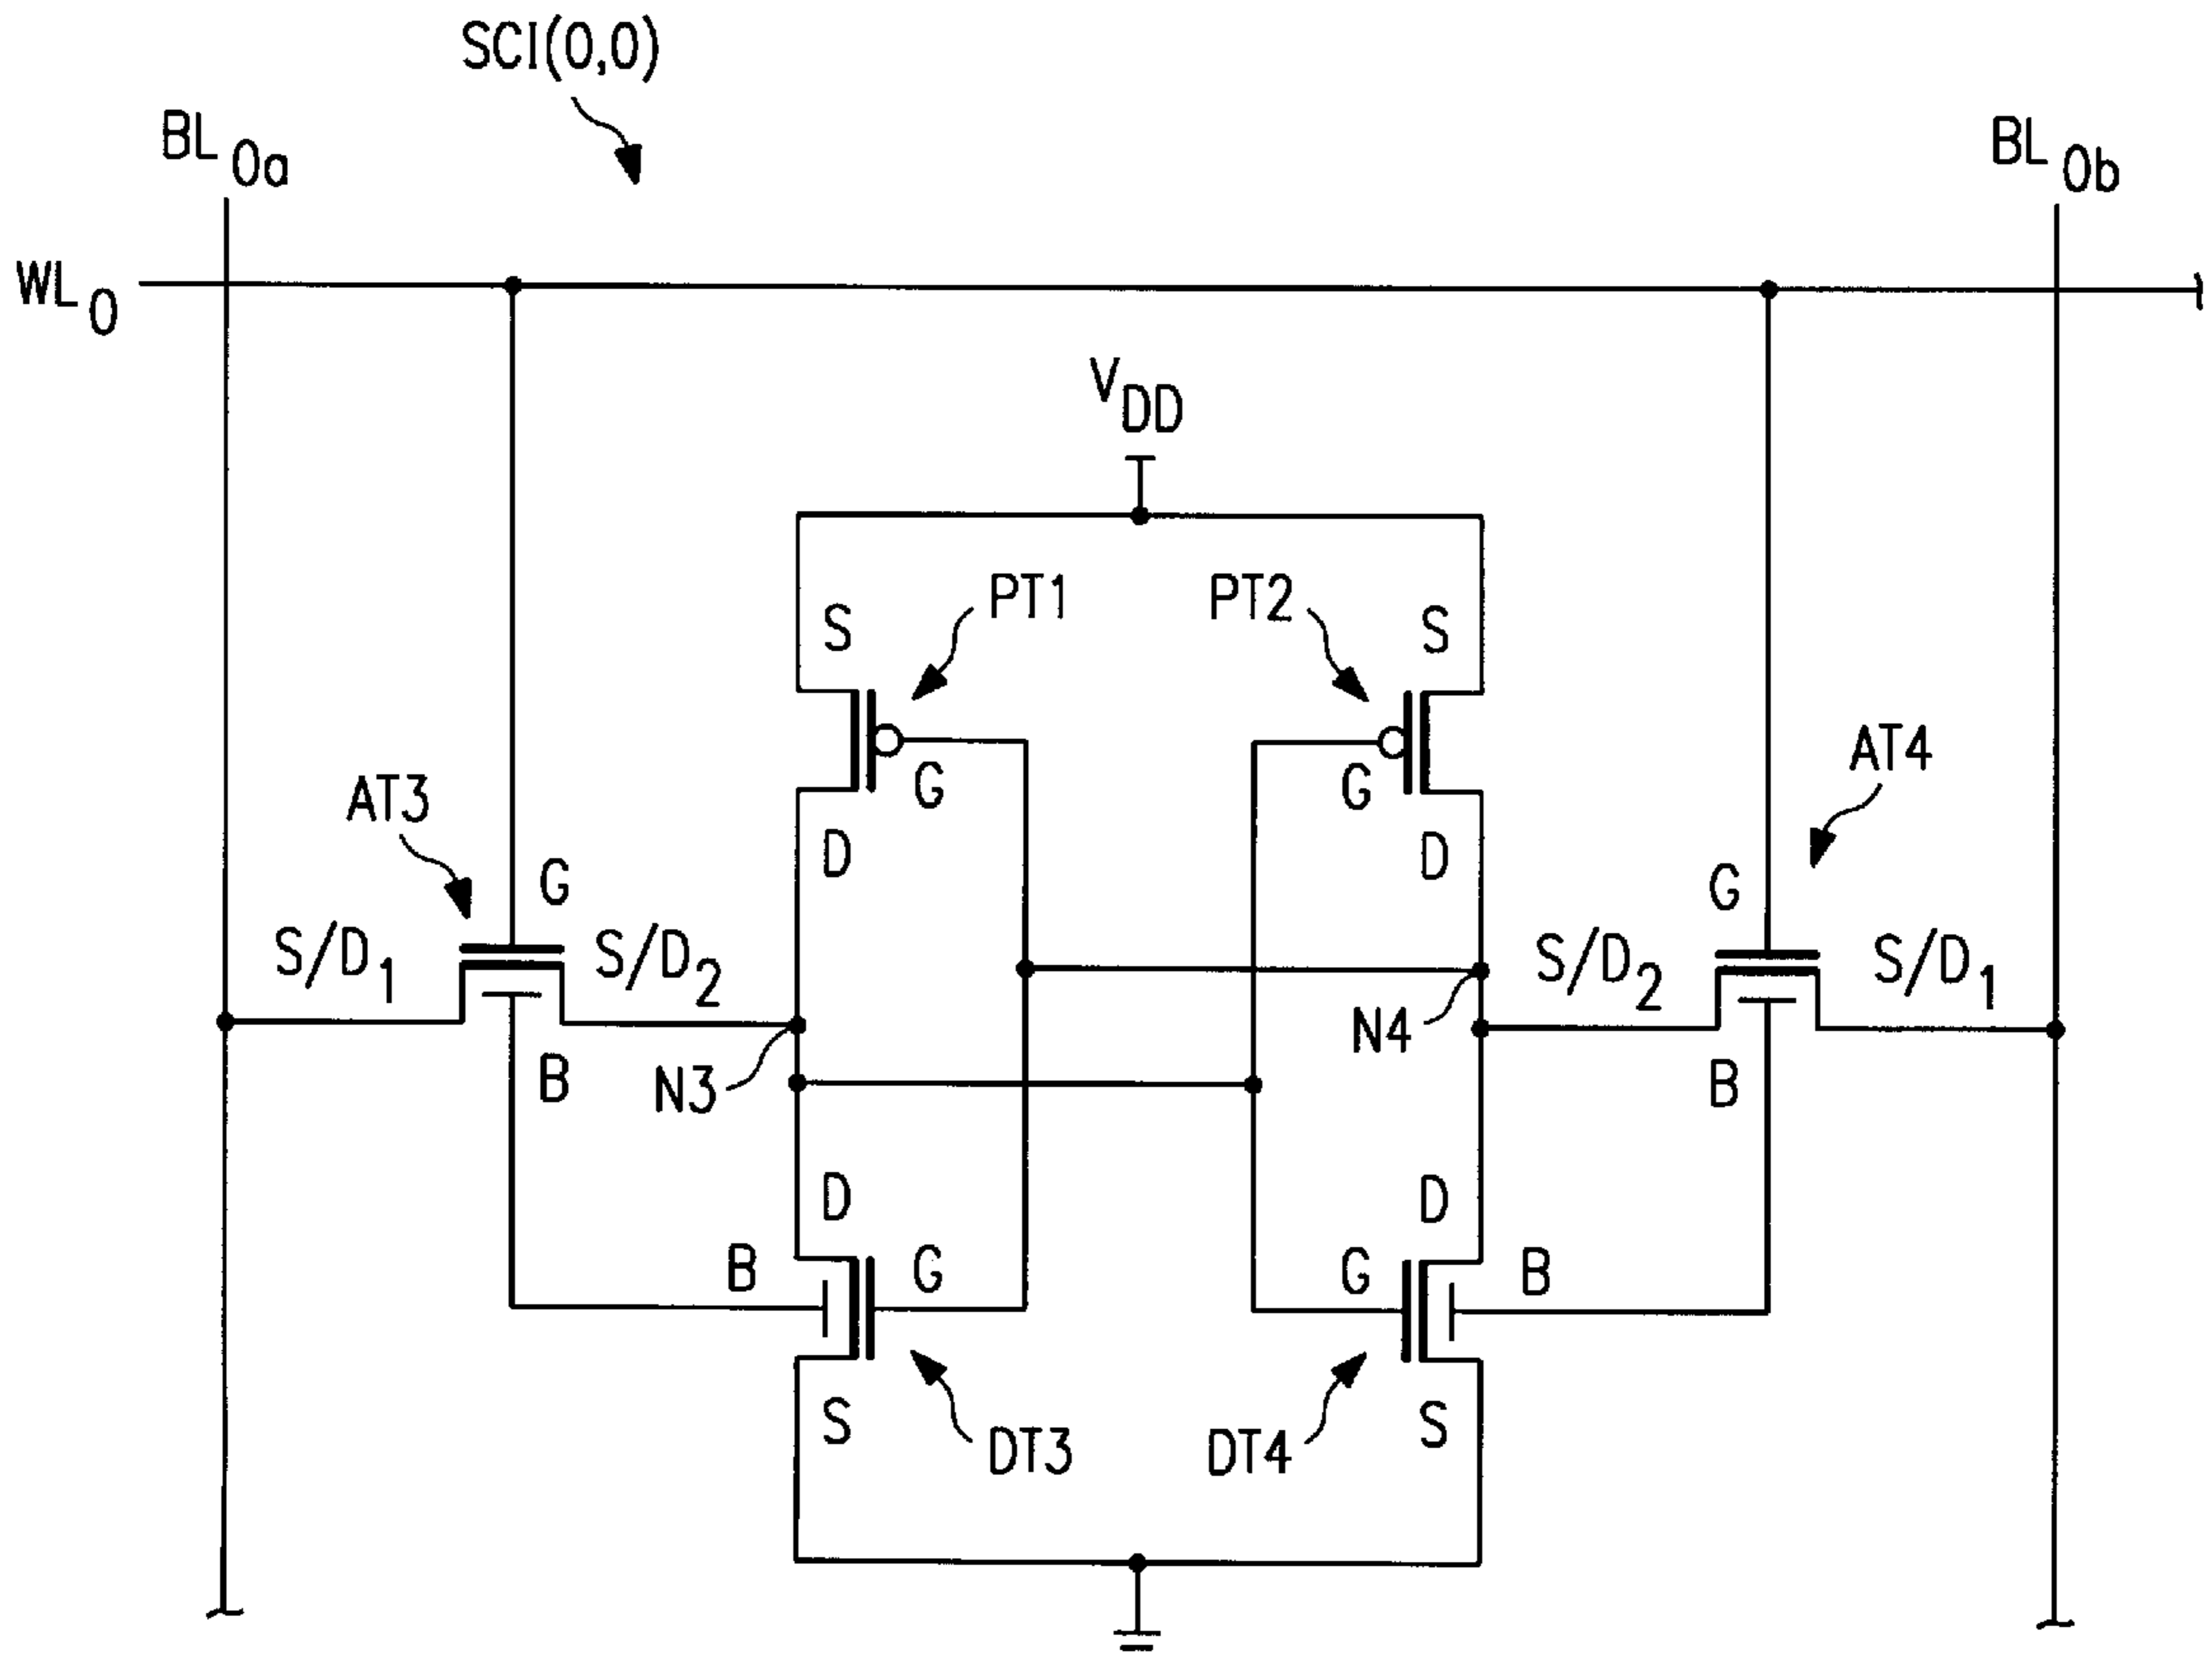 SCI(0,0)
BL0a
BL0b
WL0
VDD
PT1
PT2
S
S
AT3
AT4
G
G
D
D
G
G
S/D1
S/D2
S/D2
S/D1
N4
B
N3
B
D
D
B
G
G
B
S
S
DT3
DT4